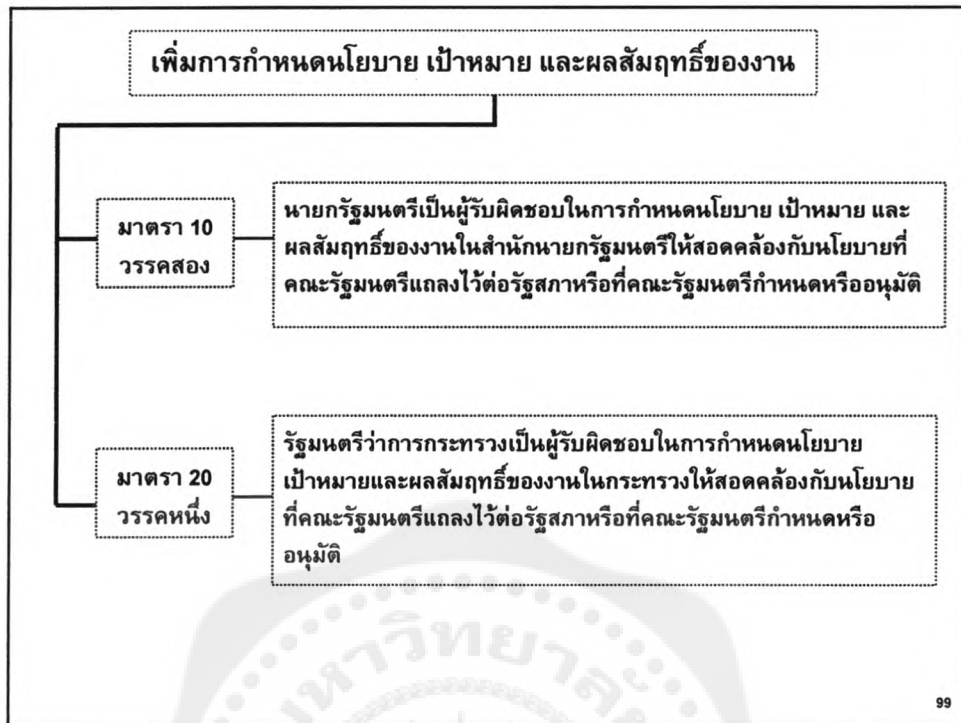 เพิ่มการกำหนดนโยบาย เป้าหมาย และผลสัมฤทธิ์ของงาน
มาตรา 10
วรรคสอง
นายกรัฐมนตรีเป็นผู้รับผิดชอบในการกำหนดนโยบาย เป้าหมาย และ
ผลสัมฤทธิ์ของงานในสำนักนายกรัฐมนตรีให้สอดคล้องกับนโยบายที่
คณะรัฐมนตรีแถลงไว้ต่อรัฐสภาหรือที่คณะรัฐมนตรีกำหนดหรืออนุมัติ
มาตรา 20
วรรคหนึ่ง
รัฐมนตรีว่าการกระทรวงเป็นผู้รับผิดชอบในการกำหนดนโยบาย
เป้าหมายและผลสัมฤทธิ์ของงานในกระทรวงให้สอดคล้องกับนโยบาย
ที่คณะรัฐมนตรีแถลงไว้ต่อรัฐสภาหรือที่คณะรัฐมนตรีกำหนดหรือ
อนุมัติ
99